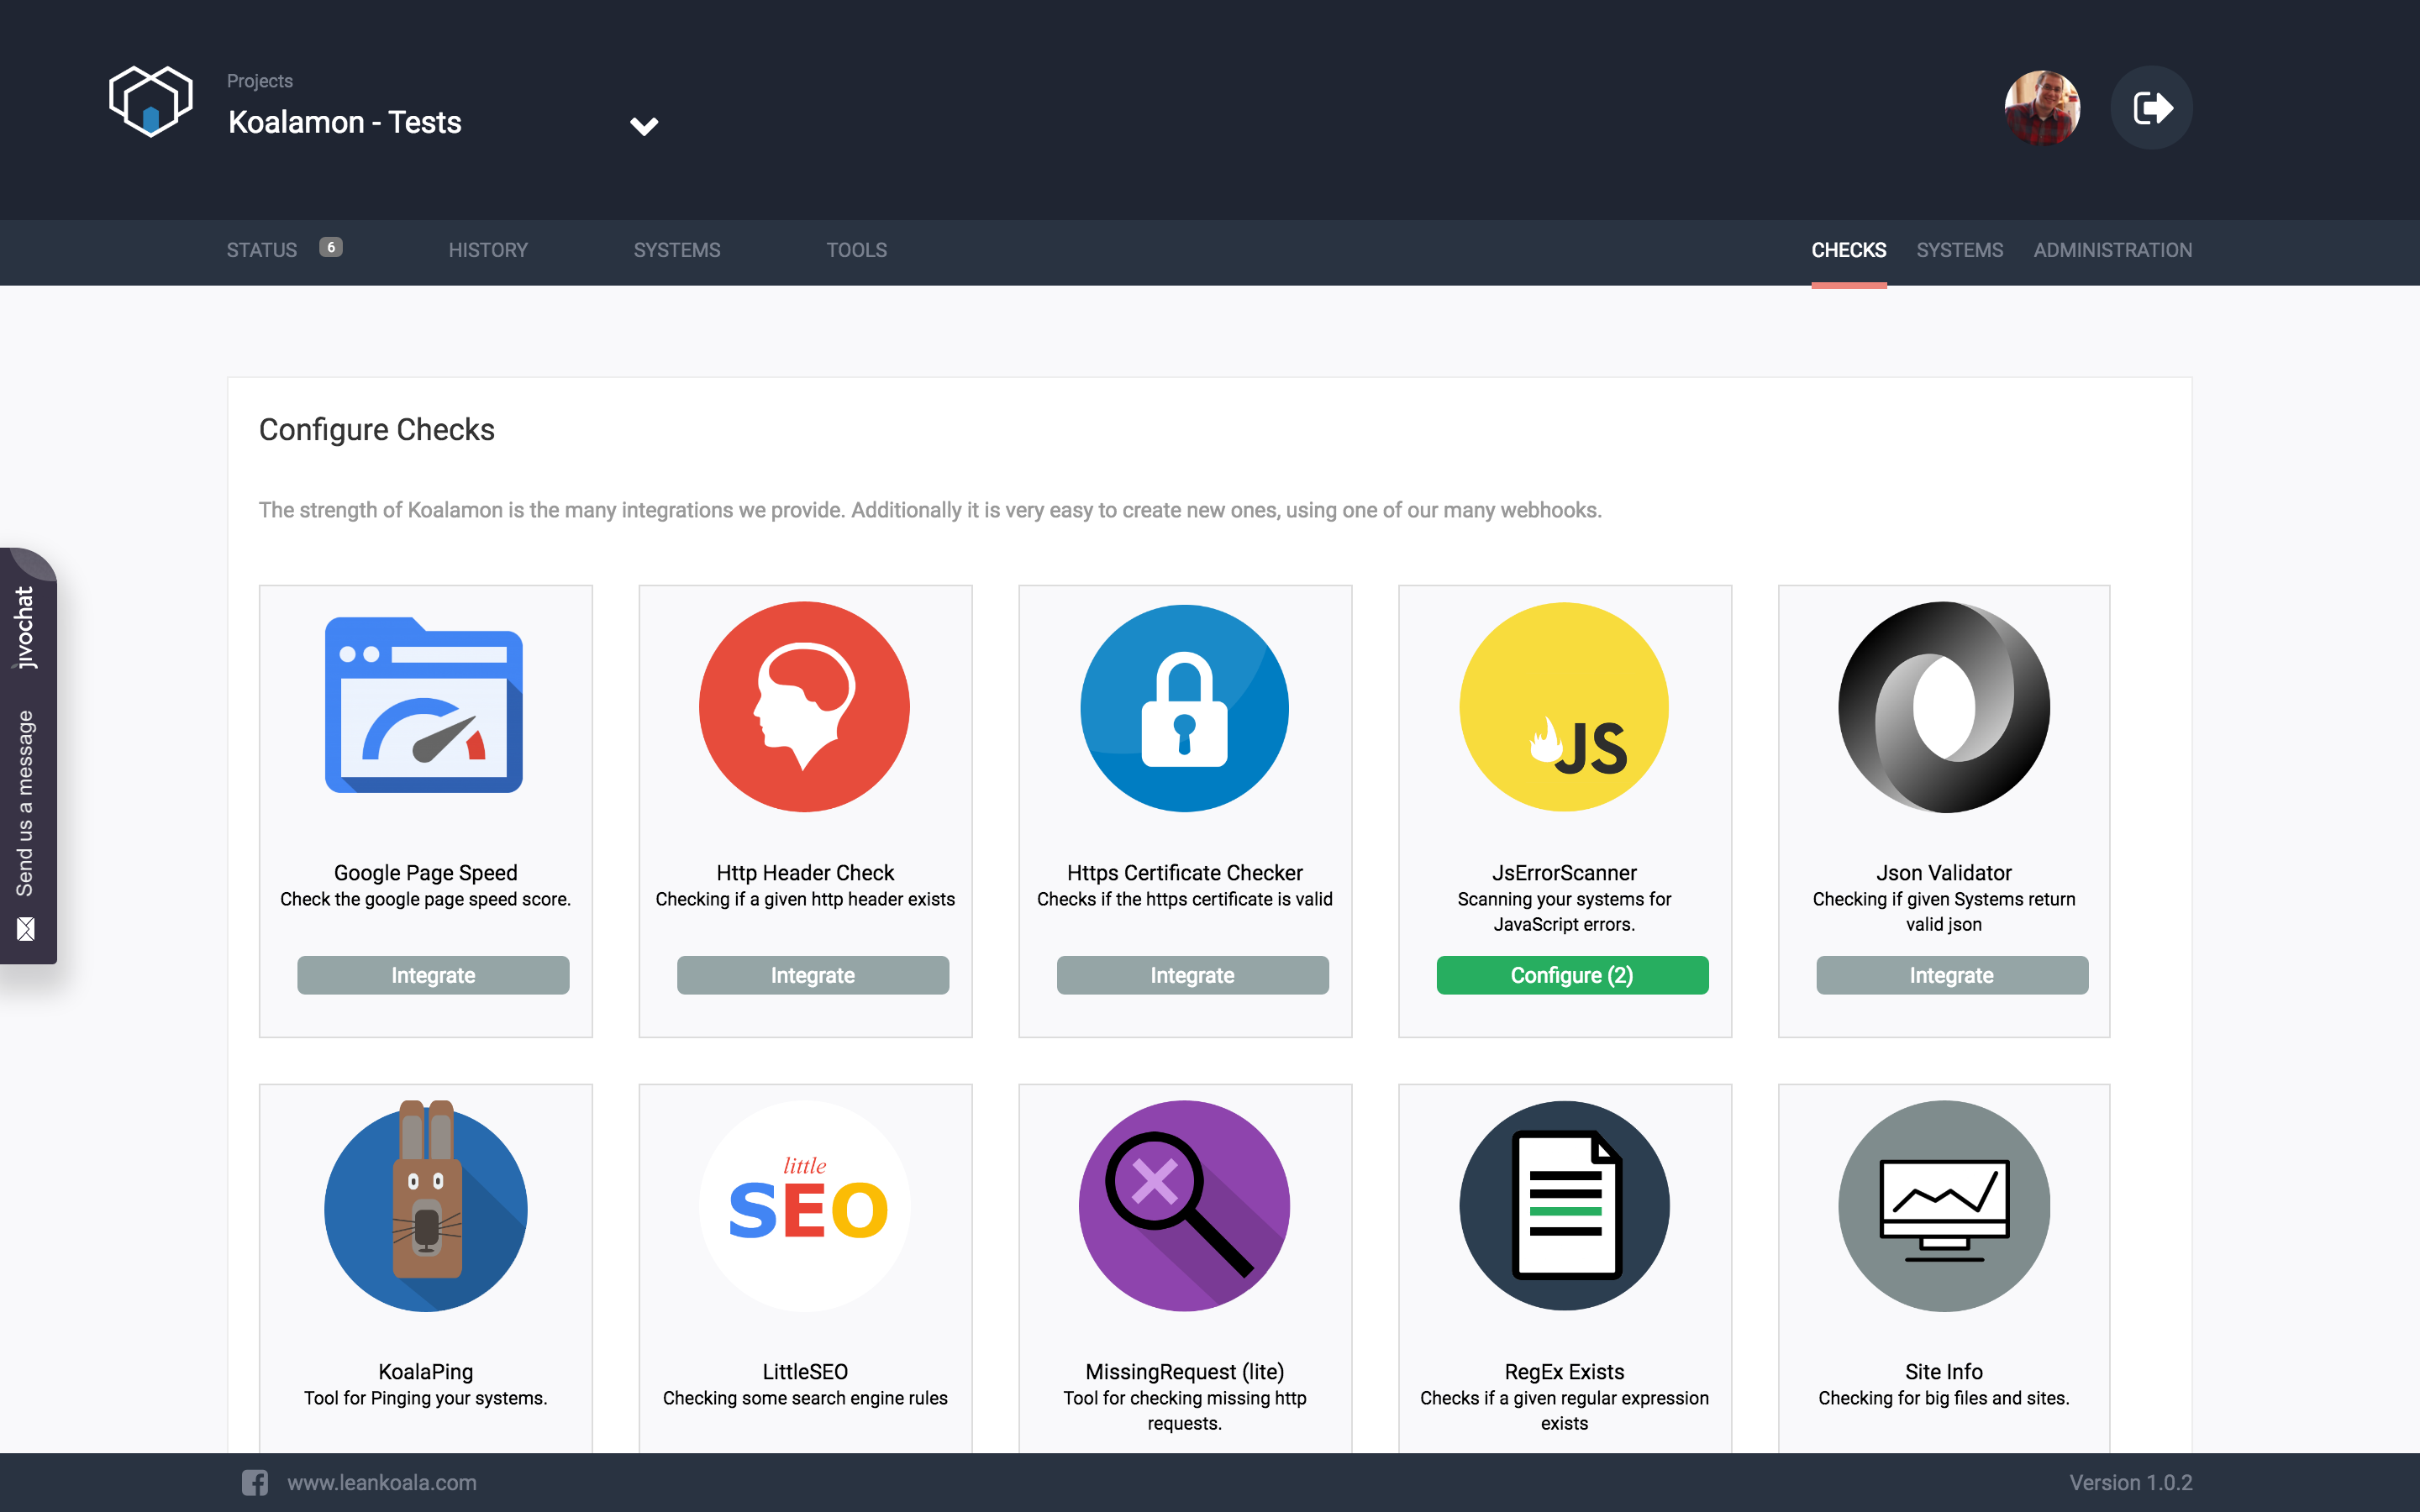 Projects
Koalamon - Tests
STATUS 6 HISTORY SYSTEMS TOOLS CHECKS SYSTEMS ADMINISTRATION
Configure Checks
The strength of Koalamon is the many integrations we provide. Additionally it is very easy to create new ones, using one of our many webhooks.
jivochat
Send us a message
JS
Google Page Speed
Check the google page speed score.
Integrate
Http Header Check
Checking if a given http header exists
Integrate
Https Certificate Checker
Checks if the https certificate is valid
Integrate
JsErrorScanner
Scanning your systems for
JavaScript errors.
Configure (2)
Json Validator
Checking if given Systems return
valid json
Integrate
KoalaPing
Tool for Pinging your systems.
little
SEO
LittleSEO
Checking some search engine rules
MissingRequest (lite)
Tool for checking missing http
requests.
RegEx Exists
Checks if a given regular expression
exists
Site Info
Checking for big files and sites.
www.leankoala.com
Version 1.0.2